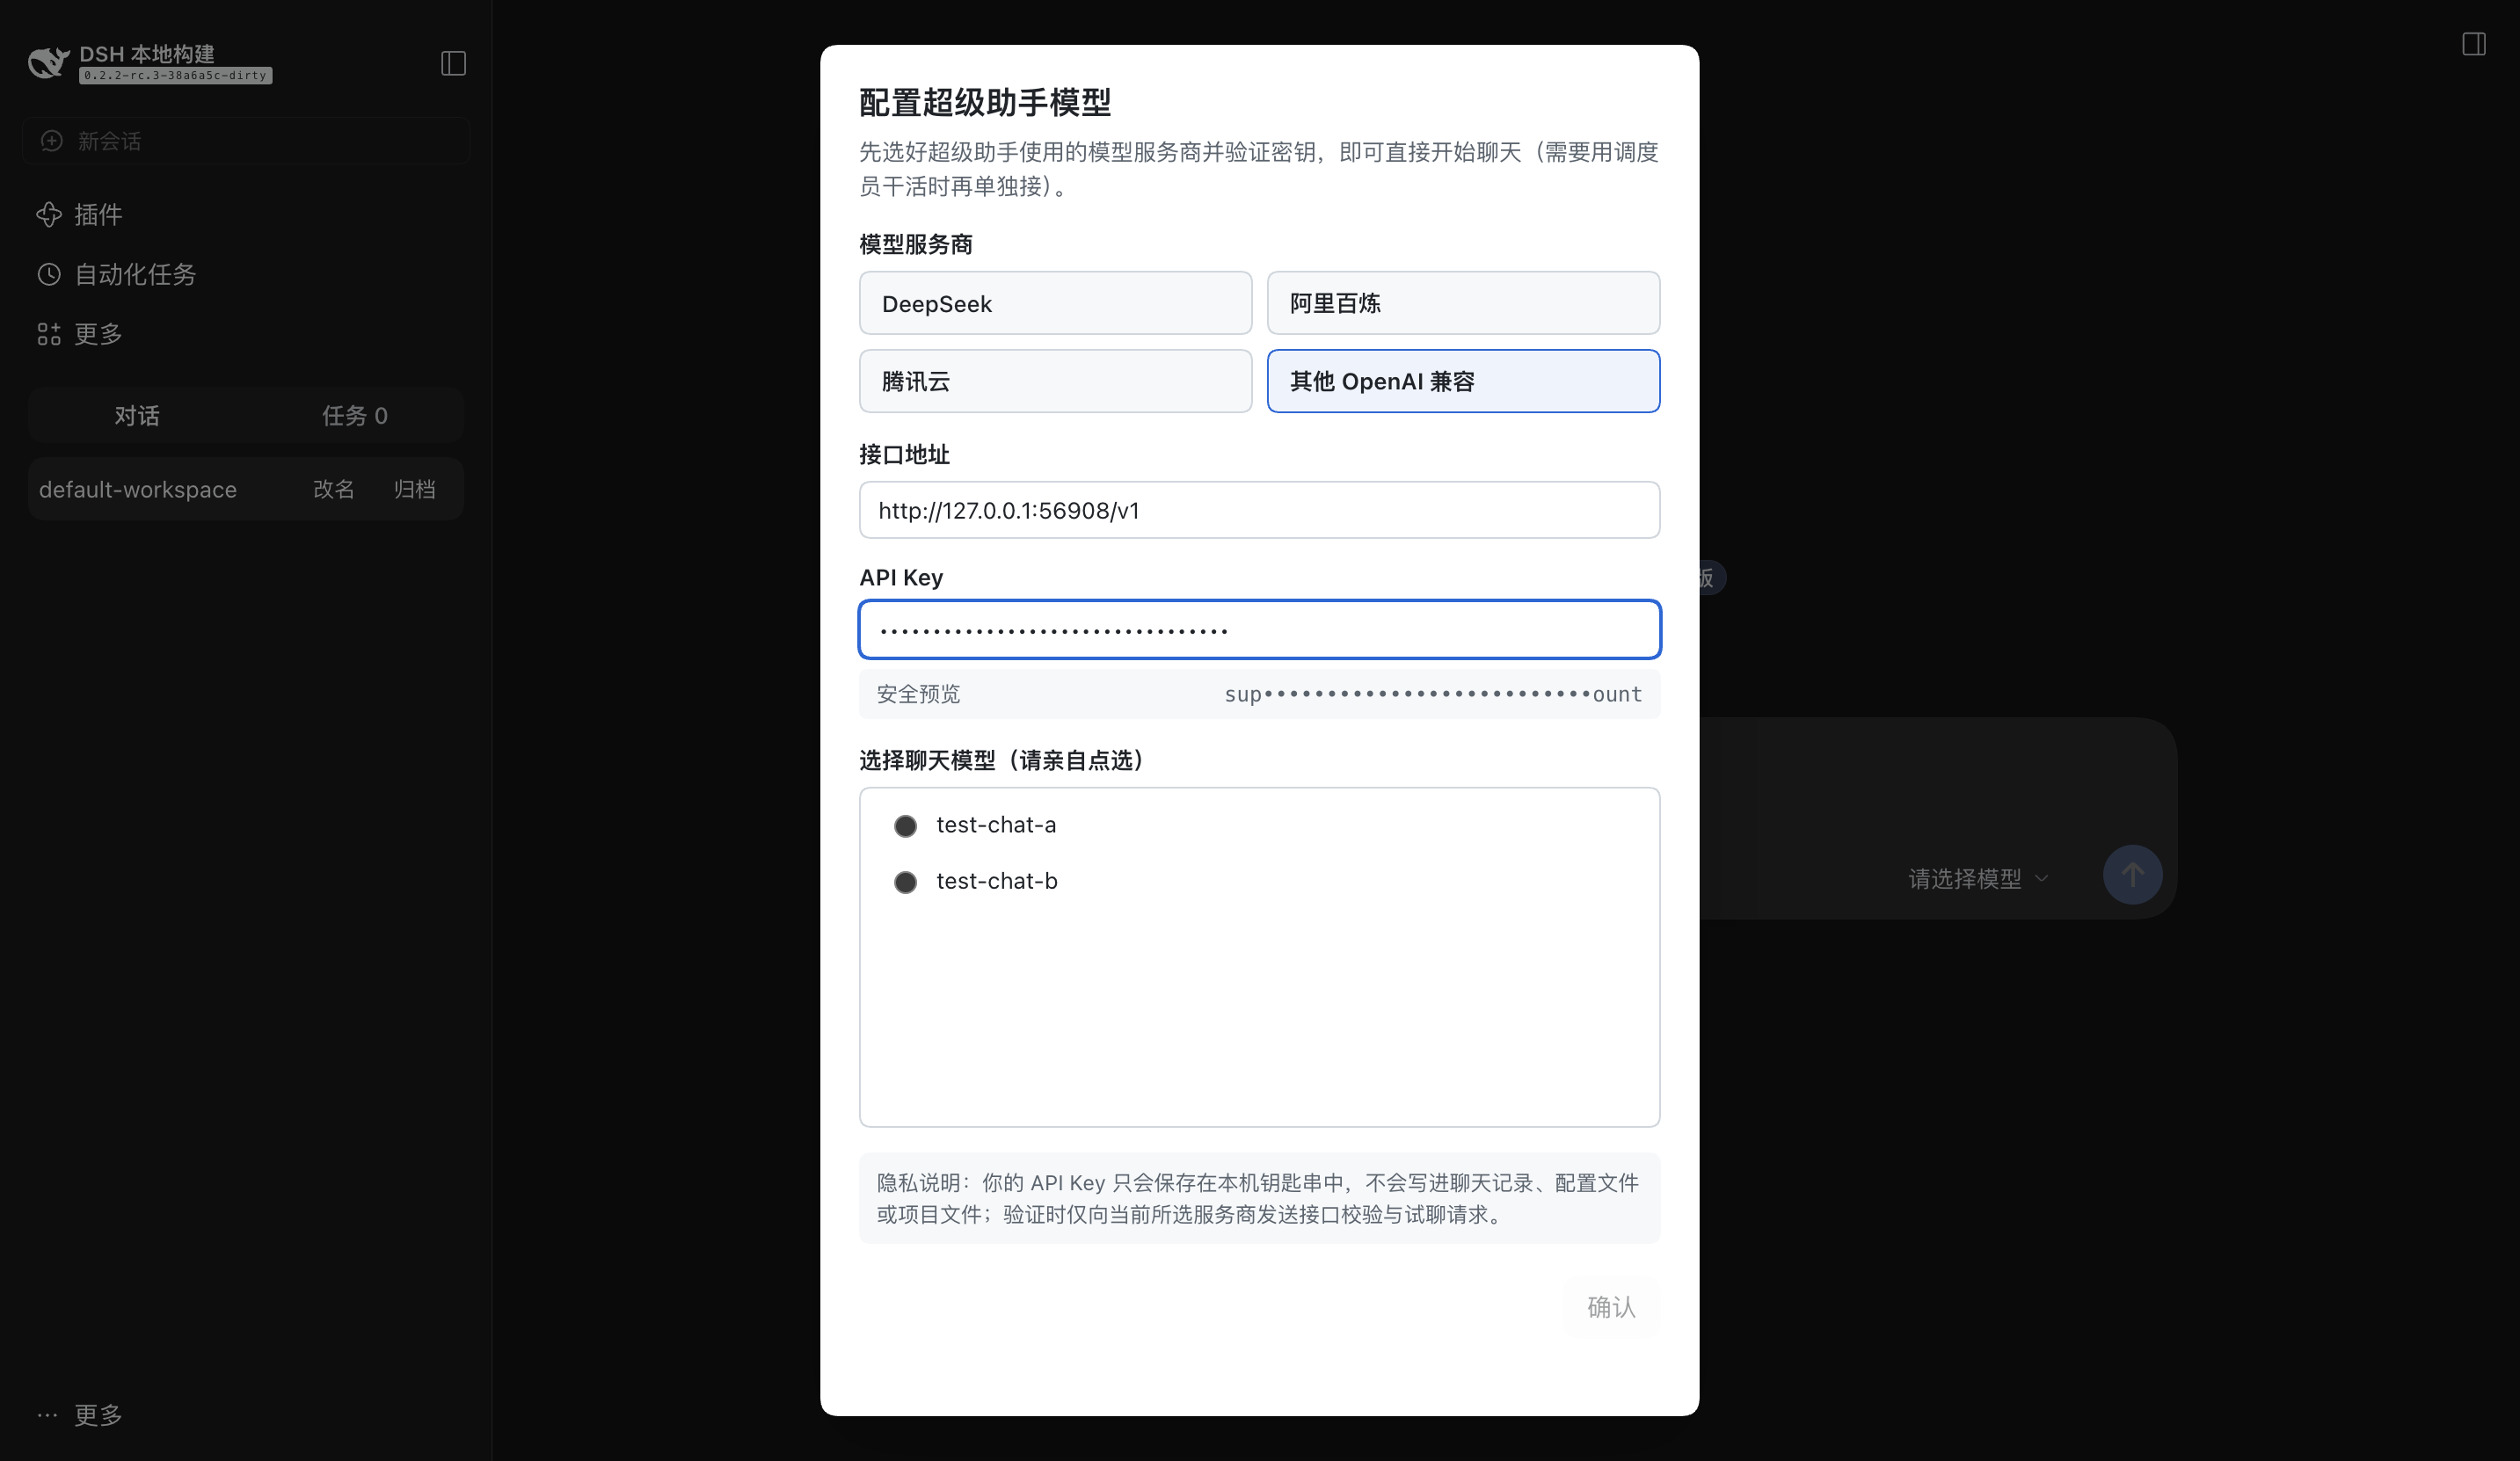 DSH 本地构建
0.2.2-rc.3-38a6a5c-dirty
新会话
插件
自动化任务
更多
对话
任务 0
default-workspace
改名
归档
更多
配置超级助手模型
先选好超级助手使用的模型服务商并验证密钥，即可直接开始聊天（需要用调度
员干活时再单独接）。
模型服务商
DeepSeek
阿里百炼
腾讯云
其他 OpenAI 兼容
接口地址
http://127.0.0.1:56908/v1
API Key
•••••••••••••••••••••••••••••••••
安全预览
sup••••••••••••••••••••••••••ount
选择聊天模型（请亲自点选）
test-chat-a
test-chat-b
隐私说明：你的 API Key 只会保存在本机钥匙串中，不会写进聊天记录、配置文件
或项目文件；验证时仅向当前所选服务商发送接口校验与试聊请求。
确认
版
请选择模型